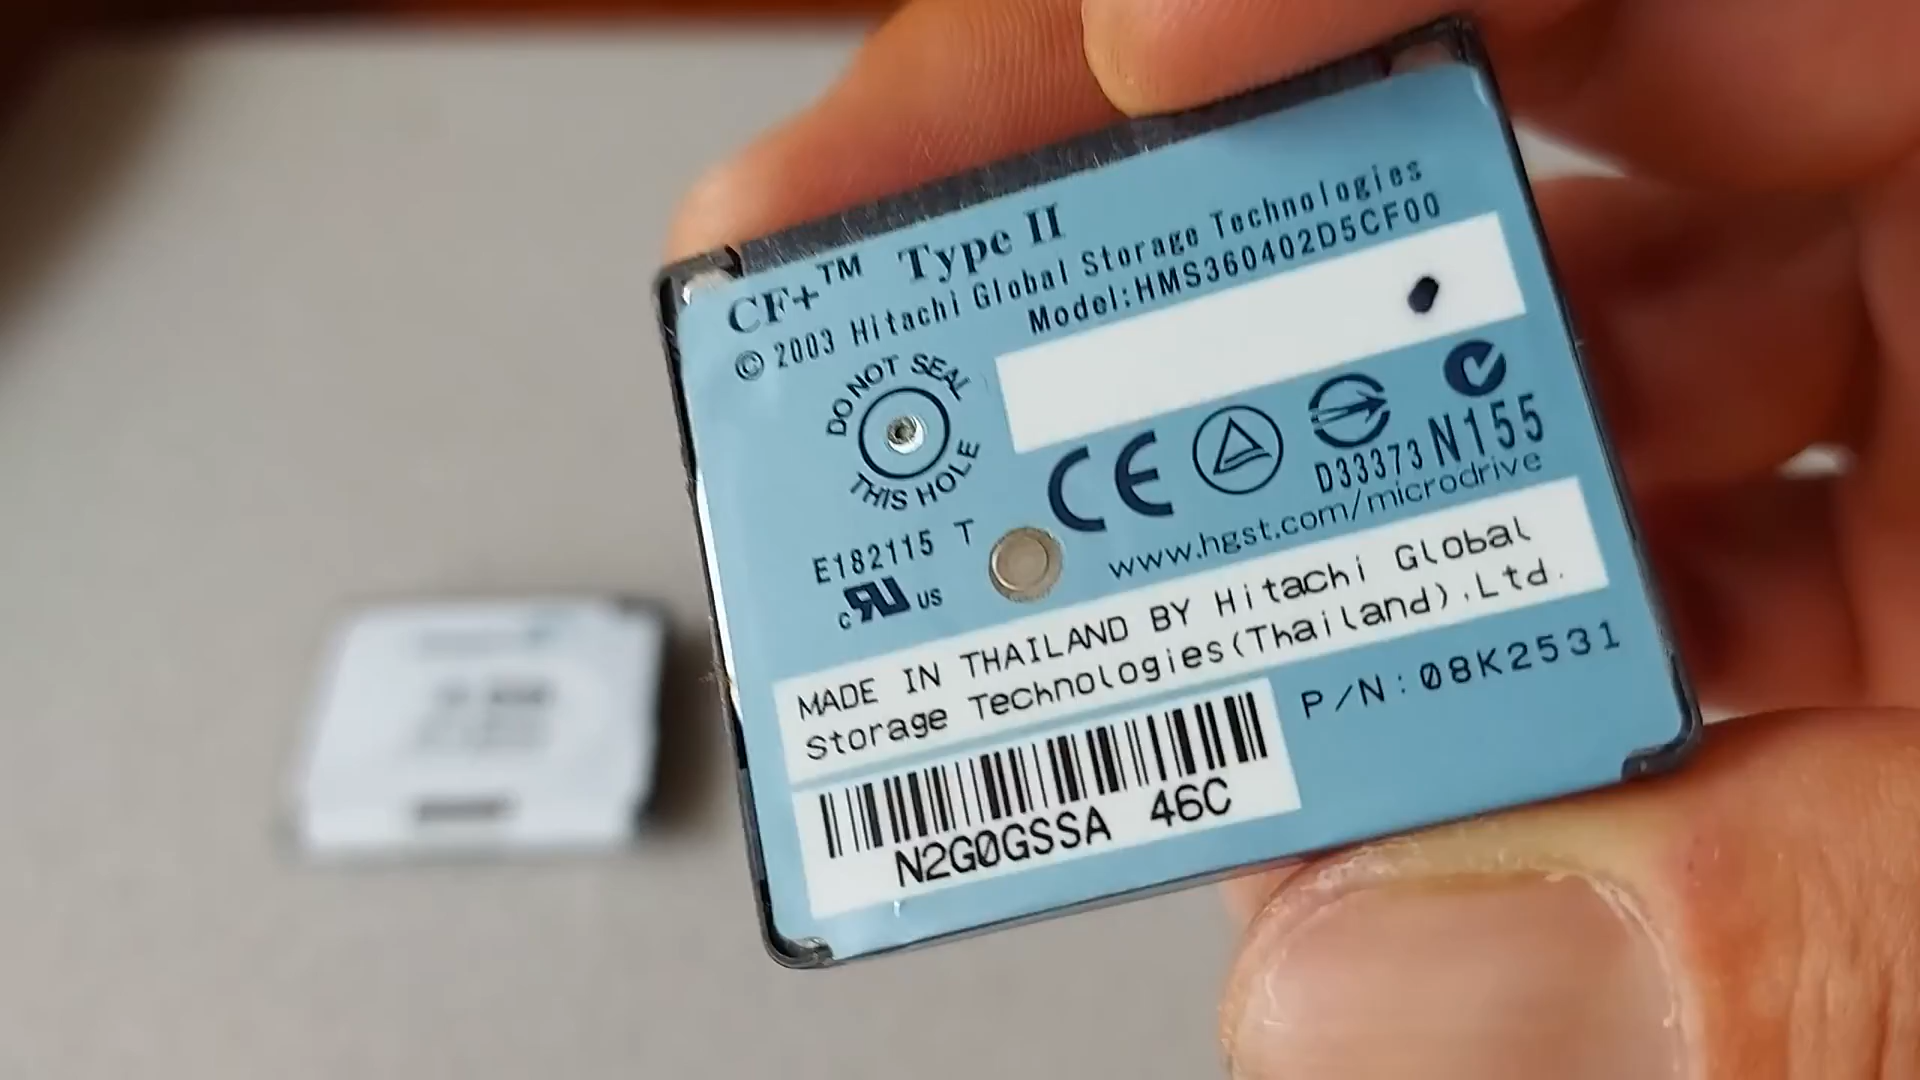 CF+™ Type II
© 2003 Hitachi Global Storage Technologies
Model:HMS360402D5CF00
DO NOT SEAL
THIS HOLE
CE
D33373 N155
www.hgst.com/microdrive
E182115 T
c UR US
MADE IN THAILAND BY Hitachi Global
Storage Technologies(Thailand).Ltd.
P/N:08K2531
N2G0GSSA 46C